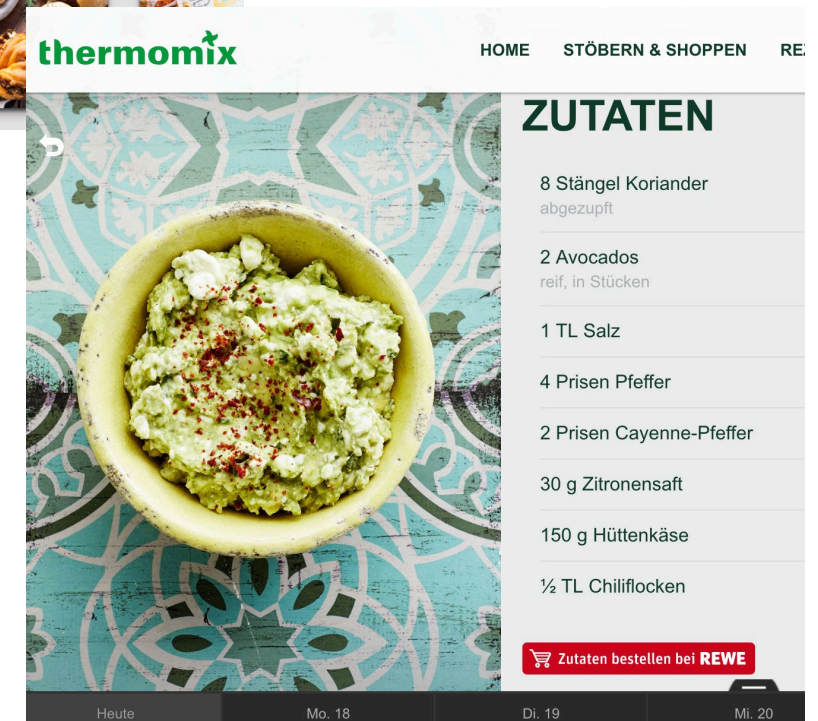 thermomix
HOME STÖBERN & SHOPPEN
ZUTATEN
8 Stängel Koriander
abgezupft
2 Avocados
reif, in Stücken
1 TL Salz
4 Prisen Pfeffer
2 Prisen Cayenne-Pfeffer
30 g Zitronensaft
150 g Hüttenkäse
½ TL Chiliflocken
Zutaten bestellen bei REWE
Heute Mo. 18 Di. 19 Mi. 20